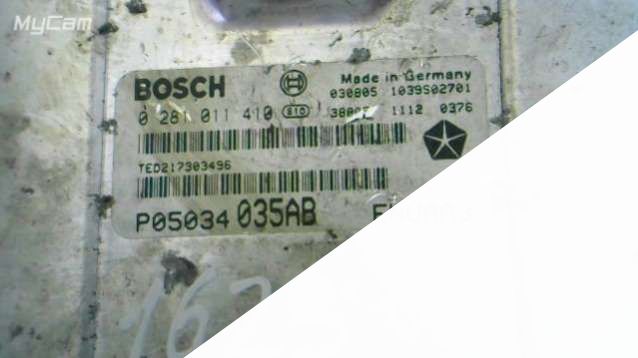 MyCam
BOSCH
Made in Germany
030805 1039S02701
0 281 011 410 1112 0376
TED217303496
P05034 035AB